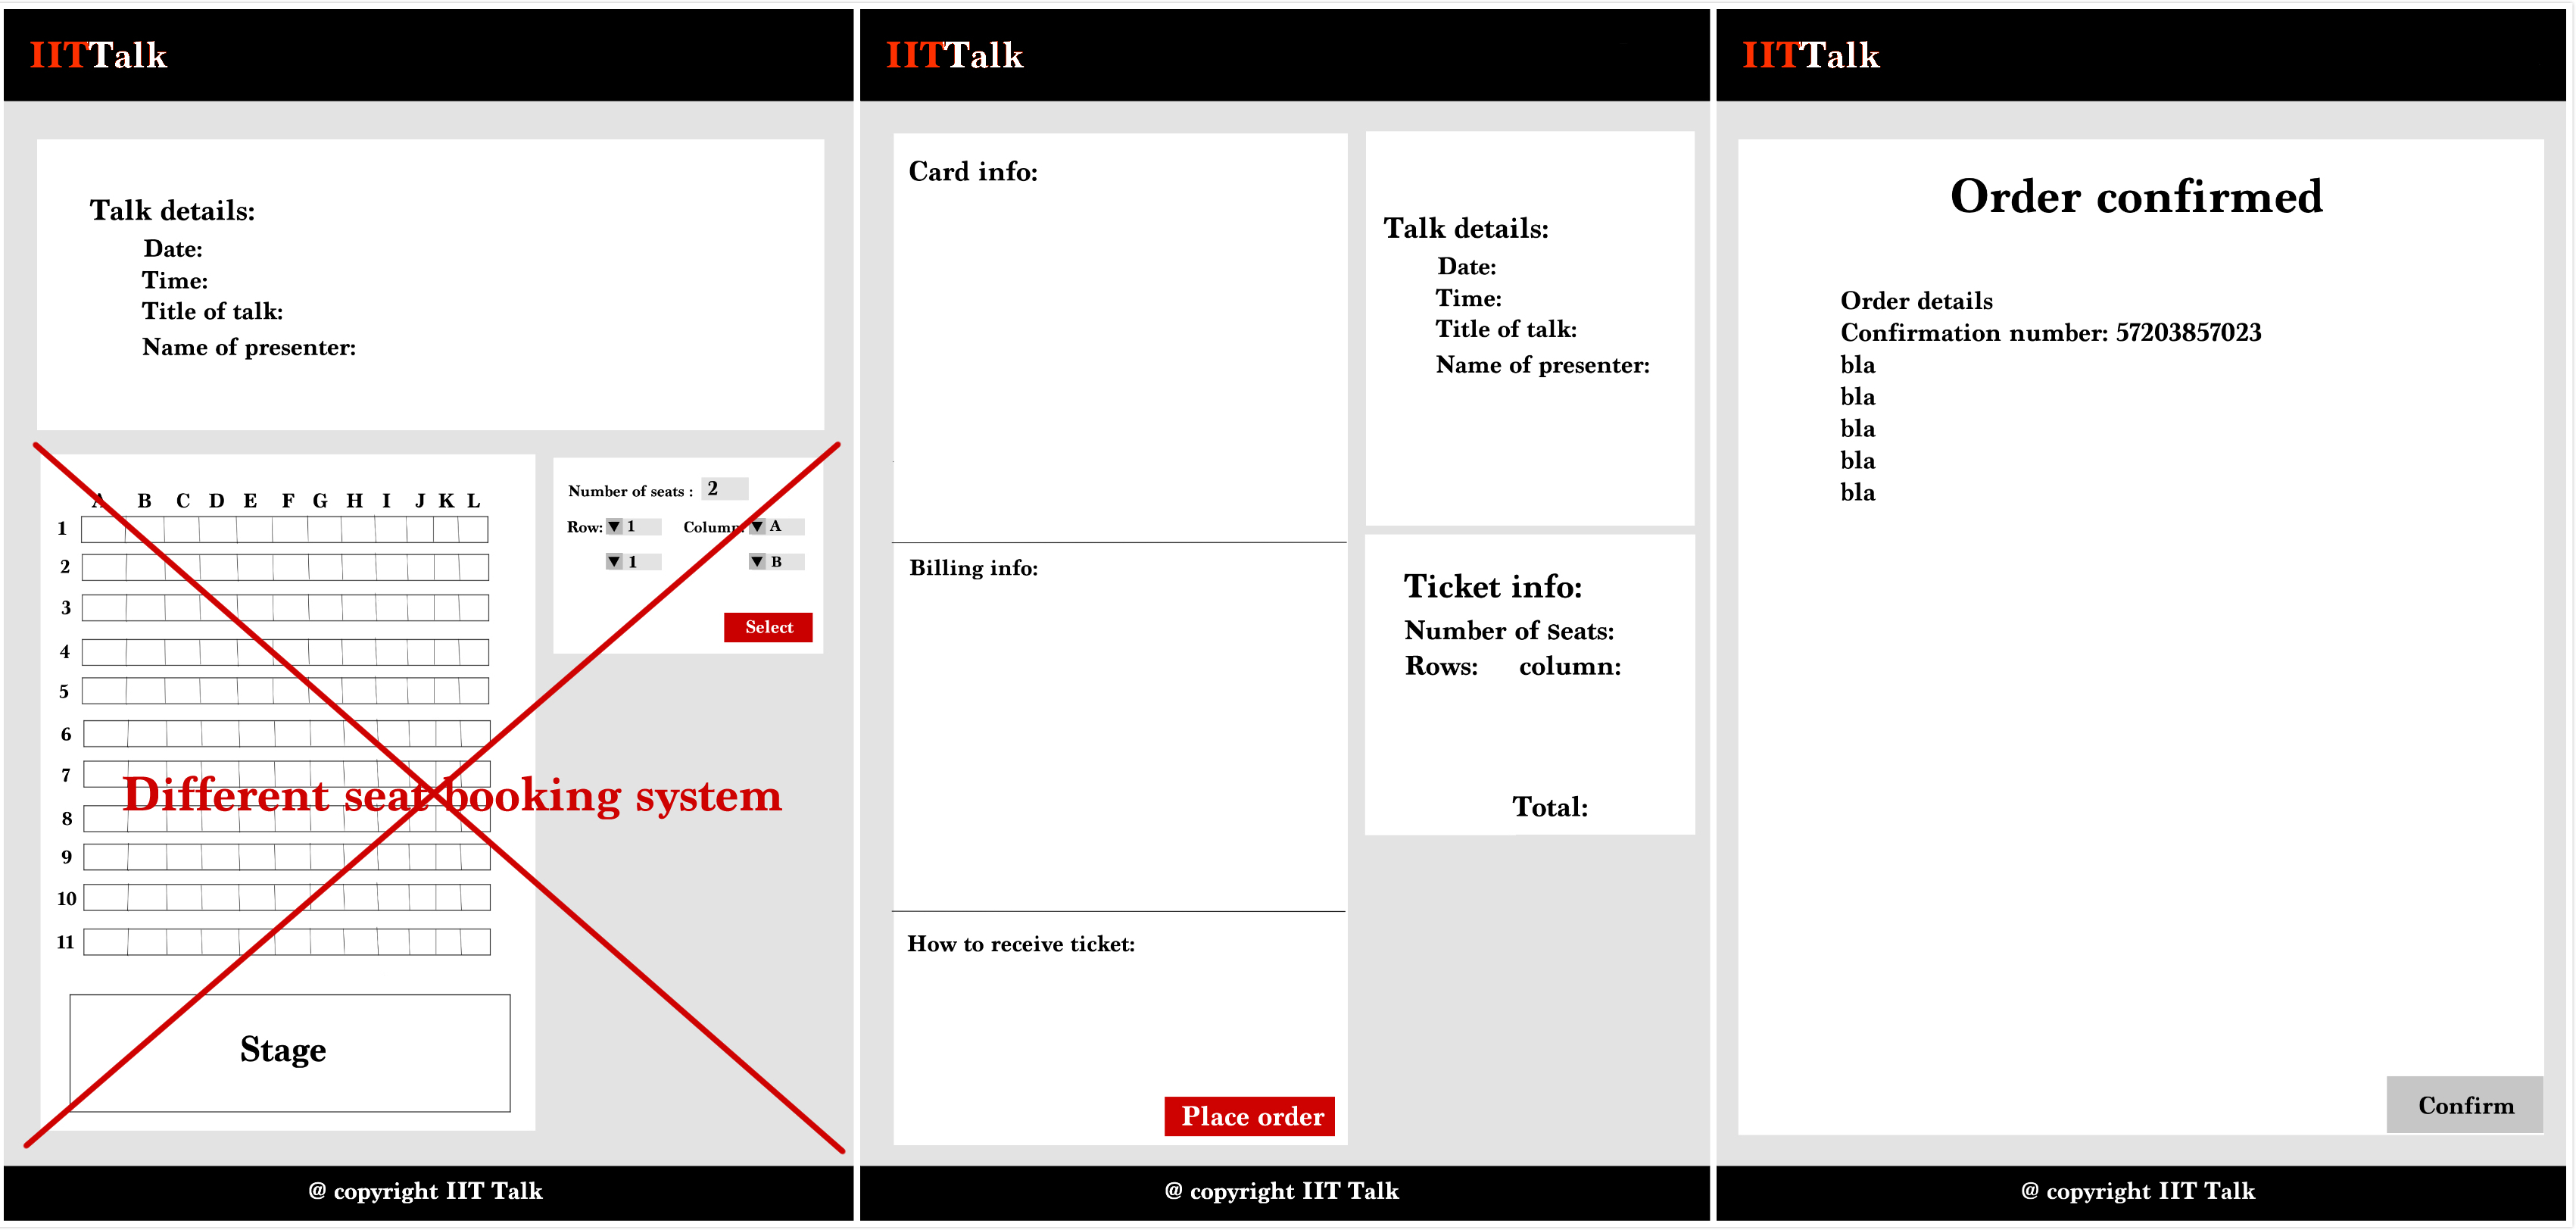 IITTalk
Talk details:
Date:
Time:
Title of talk:
Name of presenter:
A B C D E F G H I J K L
1
2
3
4
5
6
7
8
9
10
11
Different seat booking system
Stage
Number of seats : 2
Row: ▼ 1 Column: ▼ A
▼ 1 ▼ B
Select
@ copyright IIT Talk
IITTalk
Card info:
Billing info:
How to receive ticket:
Place order
Talk details:
Date:
Time:
Title of talk:
Name of presenter:
Ticket info:
Number of Seats:
Rows: column:
Total:
@ copyright IIT Talk
IITTalk
Order confirmed
Order details
Confirmation number: 57203857023
bla
bla
bla
bla
bla
Confirm
@ copyright IIT Talk